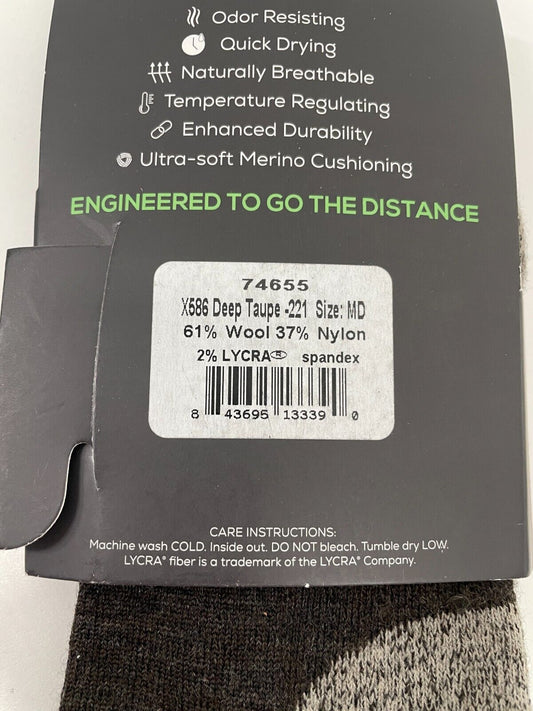 Odor Resisting
Quick Drying
Naturally Breathable
Temperature Regulating
Enhanced Durability
Ultra-soft Merino Cushioning
ENGINEERED TO GO THE DISTANCE
74655
X586 Deep Taupe -221 Size: MD
61% Wool 37% Nylon
2% LYCRA® spandex
8 43695 13339 0
CARE INSTRUCTIONS:
Machine wash COLD. Inside out. DO NOT bleach. Tumble dry LOW.
LYCRA® fiber is a trademark of the LYCRA® Company.